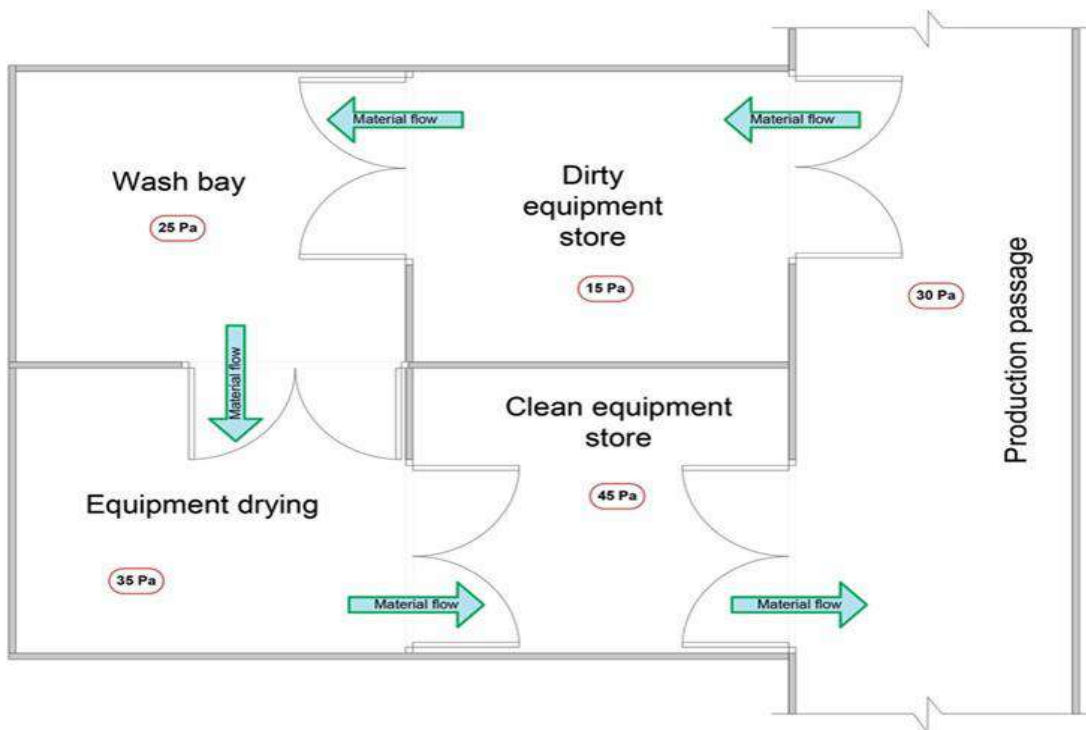 Material flow
Material flow
Wash bay
25 Pa
Dirty
equipment
store
15 Pa
30 Pa
Production passage
Material flow
Clean equipment
store
45 Pa
Equipment drying
35 Pa
Material flow
Material flow